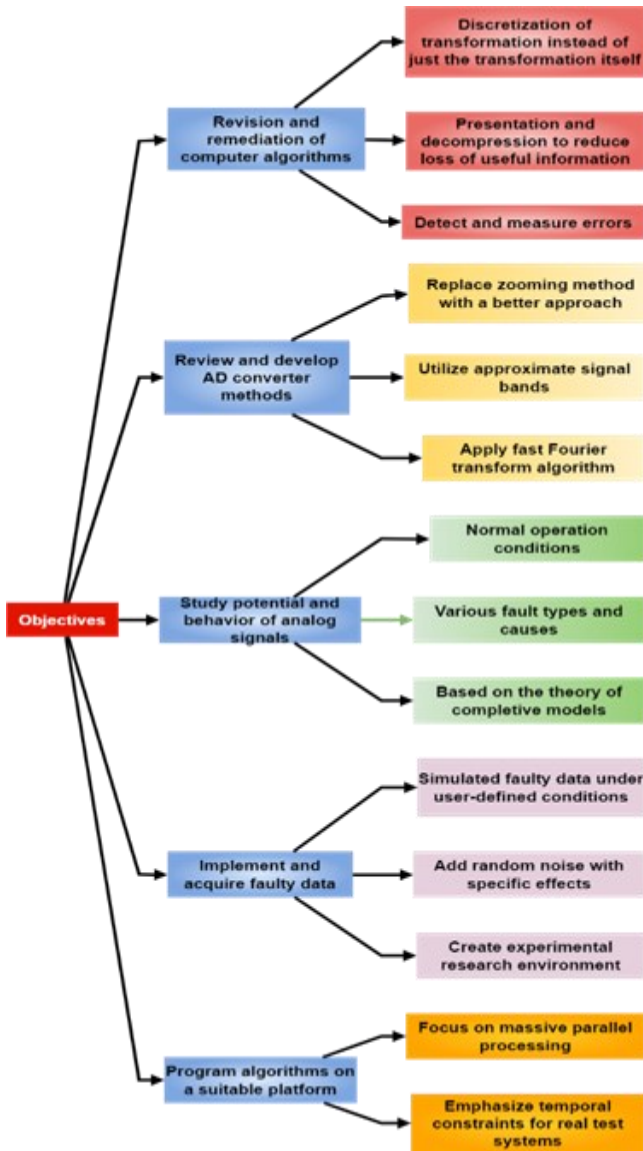 Discretization of
transformation instead of
just the transformation itself
Revision and
remediation of
computer algorithms
Presentation and
decompression to reduce
loss of useful information
Detect and measure errors
Replace zooming method
with a better approach
Review and develop
AD converter
methods
Utilize approximate signal
bands
Apply fast Fourier
transform algorithm
Normal operation
conditions
Objectives
Study potential and
behavior of analog
signals
Various fault types and
causes
Based on the theory of
completive models
Simulated faulty data under
user-defined conditions
Implement and
acquire faulty data
Add random noise with
specific effects
Create experimental
research environment
Focus on massive parallel
processing
Program algorithms on
a suitable platform
Emphasize temporal
constraints for real test
systems